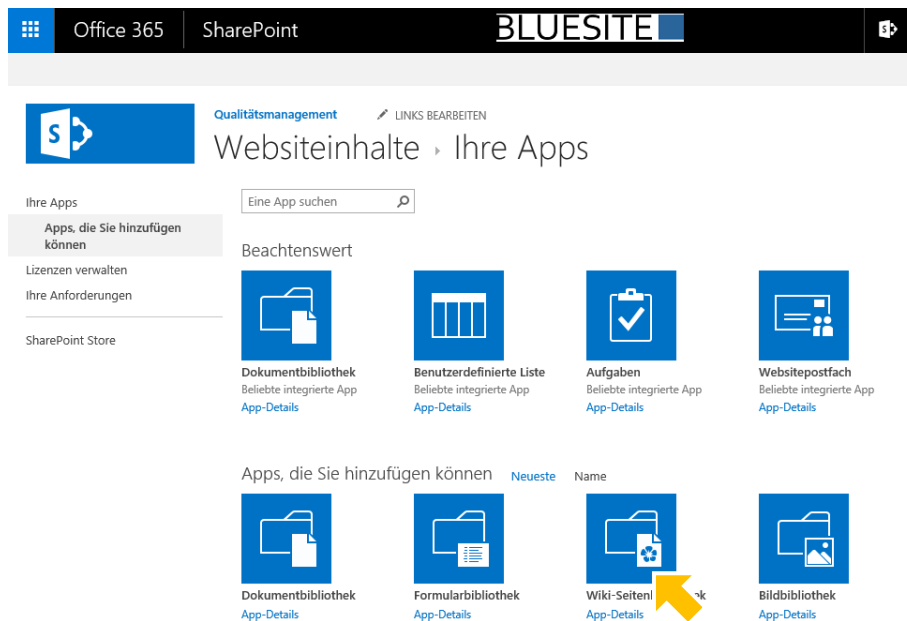 Office 365 SharePoint BLUESITE
S
S
Qualitätsmanagement LINKS BEARBEITEN
Websiteinhalte Ihre Apps
Ihre Apps
Apps, die Sie hinzufügen
können
Lizenzen verwalten
Ihre Anforderungen
SharePoint Store
Eine App suchen
Beachtenswert
Dokumentbibliothek Benutzerdefinierte Liste Aufgaben Websitepostfach
Beliebte integrierte App Beliebte integrierte App Beliebte integrierte App Beliebte integrierte App
App-Details App-Details App-Details App-Details
Apps, die Sie hinzufügen können Neueste Name
Dokumentbibliothek Formularbibliothek Bildbibliothek
App-Details App-Details App-Details App-Details